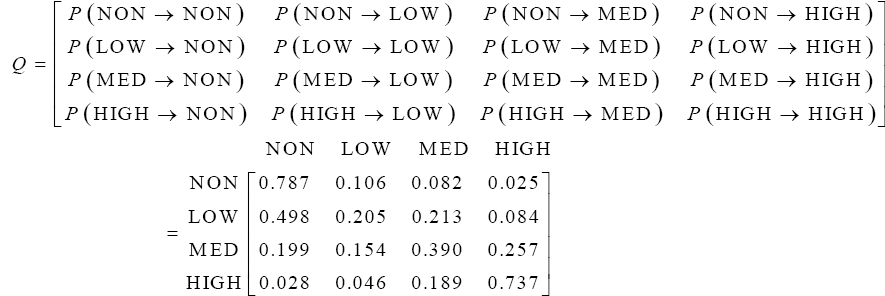 P(NON → NON) P(NON → LOW) P(NON → MED) P(NON → HIGH)
Q = P(LOW → NON) P(LOW → LOW) P(LOW → MED) P(LOW → HIGH)
P(MED → NON) P(MED → LOW) P(MED → MED) P(MED → HIGH)
P(HIGH → NON) P(HIGH → LOW) P(HIGH → MED) P(HIGH → HIGH)
NON LOW MED HIGH
NON 0.787 0.106 0.082 0.025
LOW 0.498 0.205 0.213 0.084
= MED 0.199 0.154 0.390 0.257
HIGH 0.028 0.046 0.189 0.737